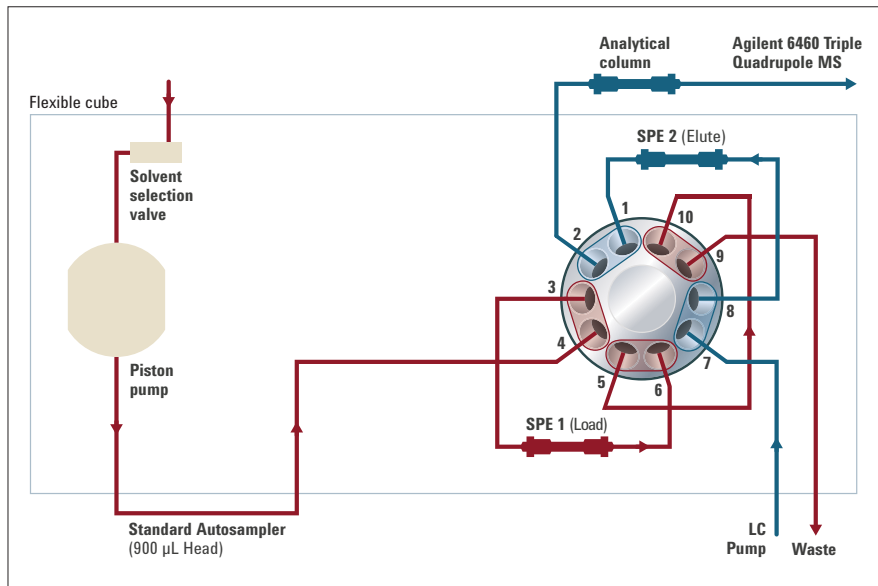 Analytical
column
Agilent 6460 Triple
Quadrupole MS
Flexible cube
SPE 2 (Elute)
Solvent
selection
valve
1
10
2
9
3
8
4
7
5
6
Piston
pump
SPE 1 (Load)
Standard Autosampler
(900 µL Head)
LC
Pump
Waste